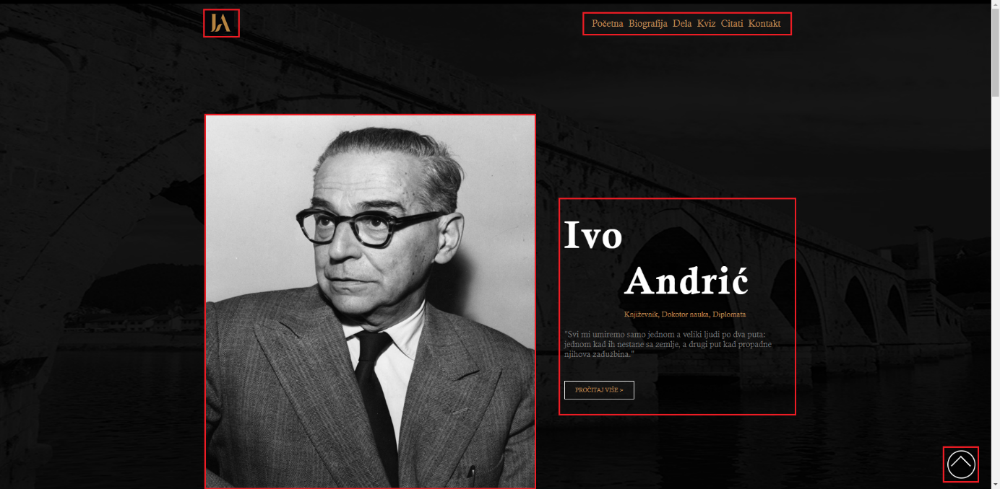 IA
Početna Biografija Dela Kviz Citati Kontakt
Ivo
Andrić
Književnik, Dokotor nauka, Diplomata
"Svi mi umiremo samo jednom a veliki ljudi po dva puta:
jednom kad ih nestane sa zemlje, a drugi put kad propadne
njihova zadužbina."
PROČITAJ VIŠE >